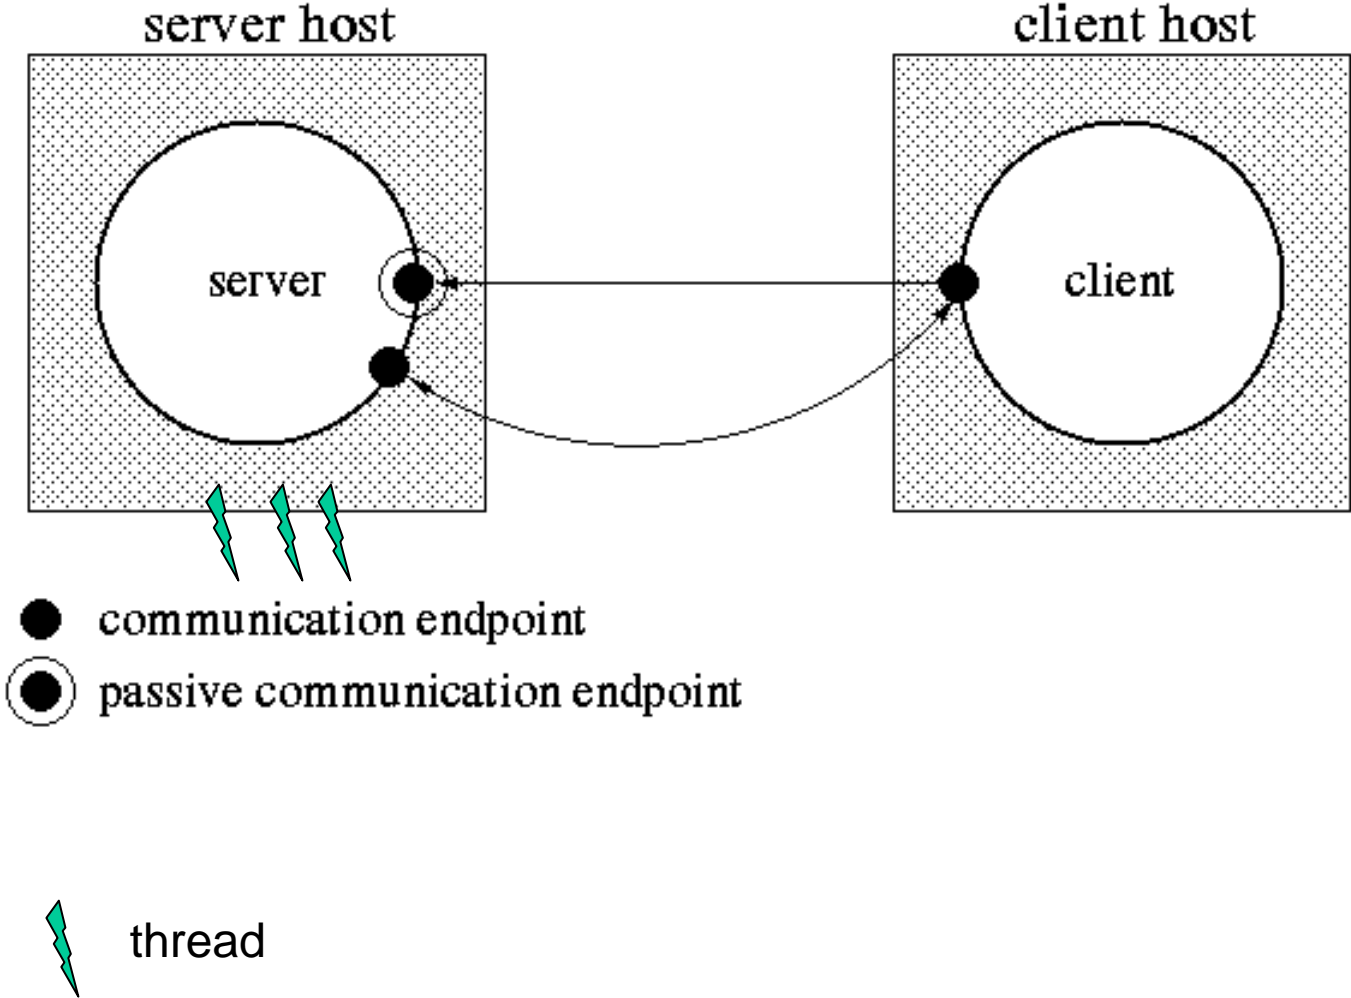 server host
client host
server
client
communication endpoint
passive communication endpoint
thread